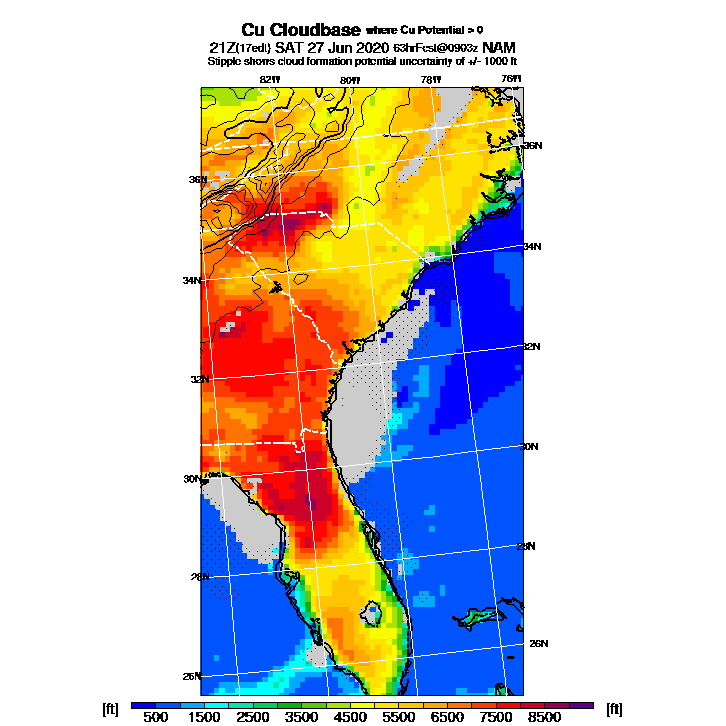 Cu Cloudbase where Cu Potential > 0
21Z(17edt) SAT 27 Jun 2020 63hrFcst@0903z NAM
Stipple shows cloud formation potential uncertainty of +/- 1000 ft
82W 80W 78W 76W
36N
36N
34N
34N
32N
32N
30N
30N
28N
28N
26N
26N
[ft] 500 1500 2500 3500 4500 5500 6500 7500 8500 [ft]